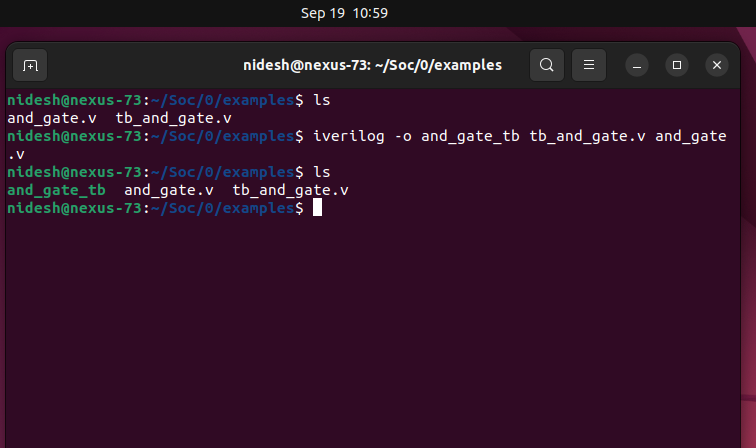 Sep 19 10:59
nidesh@nexus-73: ~/Soc/0/examples
nidesh@nexus-73:~/Soc/0/examples$ ls
and_gate.v  tb_and_gate.v
nidesh@nexus-73:~/Soc/0/examples$ iverilog -o and_gate_tb tb_and_gate.v and_gate
.v
nidesh@nexus-73:~/Soc/0/examples$ ls
and_gate_tb  and_gate.v  tb_and_gate.v
nidesh@nexus-73:~/Soc/0/examples$